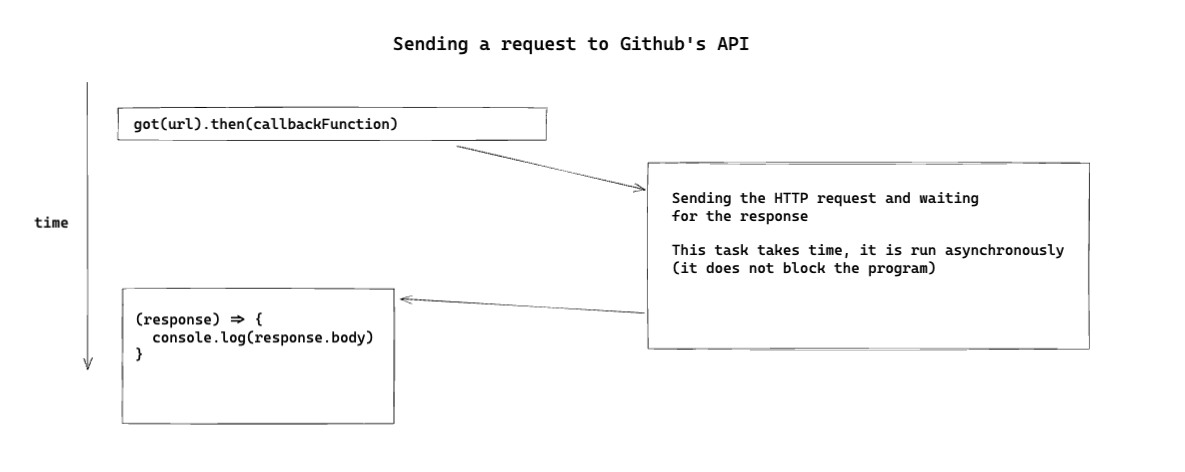 Sending a request to Github's API
got(url).then(callbackFunction)
Sending the HTTP request and waiting
for the response
This task takes time, it is run asynchronously
(it does not block the program)
time
(response) => {
  console.log(response.body)
}